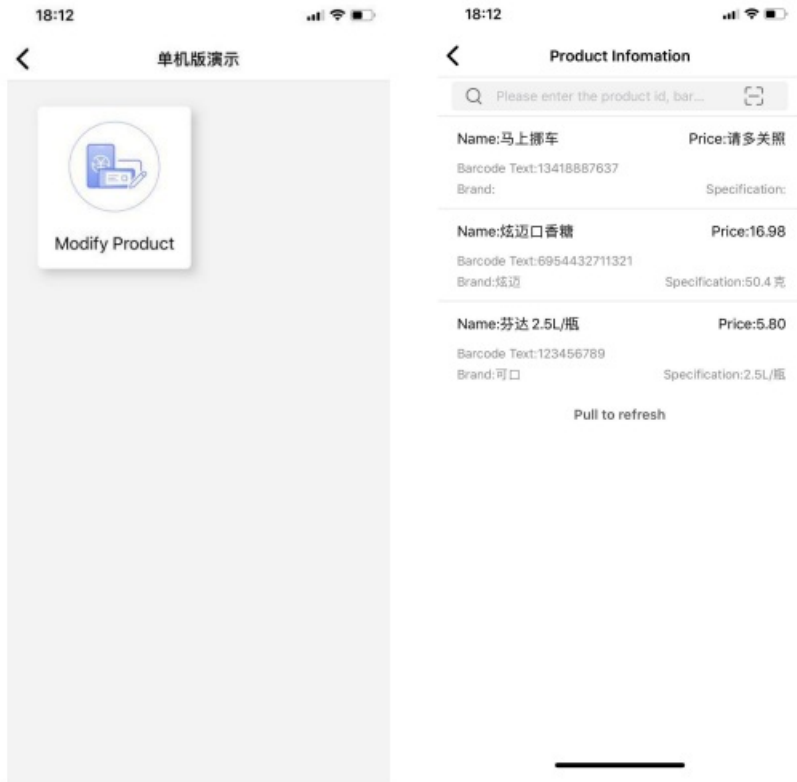 18:12
单机版演示
Modify Product
18:12
Product Infomation
Please enter the product id, bar...
Name:马上挪车 Price:请多关照
Barcode Text:13418887637
Brand: Specification:
Name:炫迈口香糖 Price:16.98
Barcode Text:6954432711321
Brand:炫迈 Specification:50.4克
Name:芬达 2.5L/瓶 Price:5.80
Barcode Text:123456789
Brand:可口 Specification:2.5L/瓶
Pull to refresh